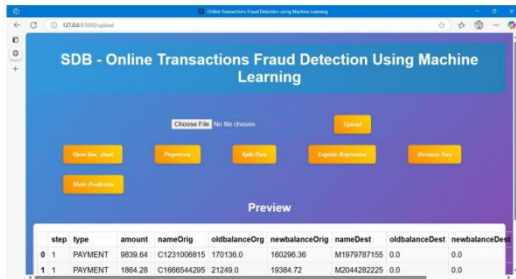 Online Transactions Fraud Detection using Machine Learning
127.0.0.1:5000/upload
SDB - Online Transactions Fraud Detection Using Machine
Learning
Choose File No file chosen Upload
Open bar_chart Preprocess Split Data Logistic Regression Decision Tree
Make Prediction
Preview
step type amount nameOrig oldbalanceOrg newbalanceOrig nameDest oldbalanceDest newbalanceDest
0 1 PAYMENT 9839.64 C1231006815 170136.0 160296.36 M1979787155 0.0 0.0
1 1 PAYMENT 1864.28 C1666544295 21249.0 19384.72 M2044282225 0.0 0.0